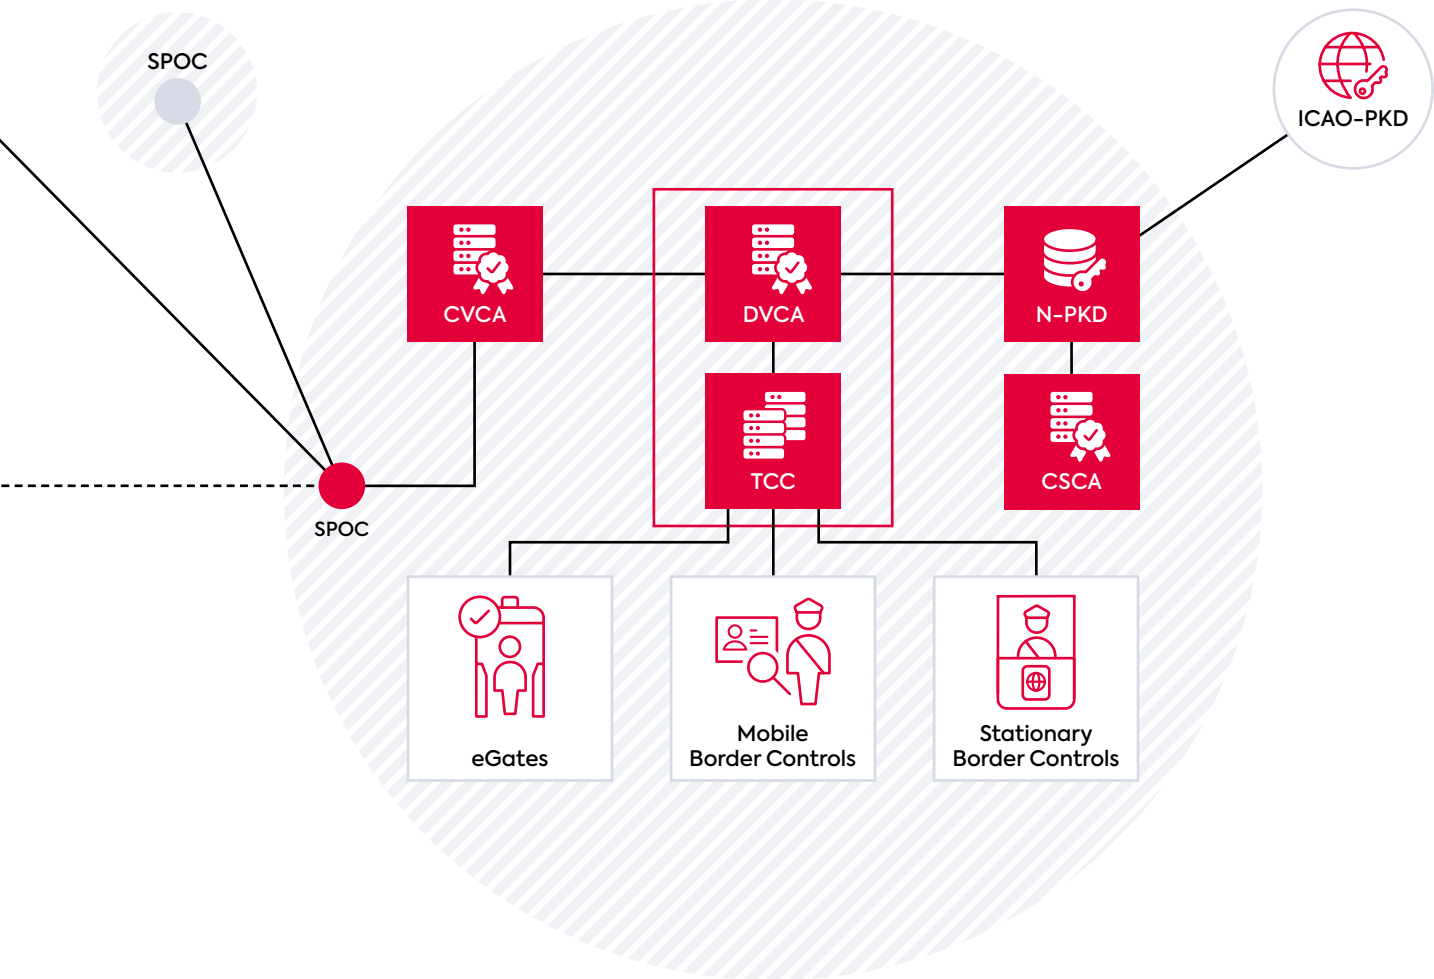 SPOC
ICAO-PKD
CVCA
DVCA
N-PKD
TCC
CSCA
SPOC
eGates
Mobile
Border Controls
Stationary
Border Controls